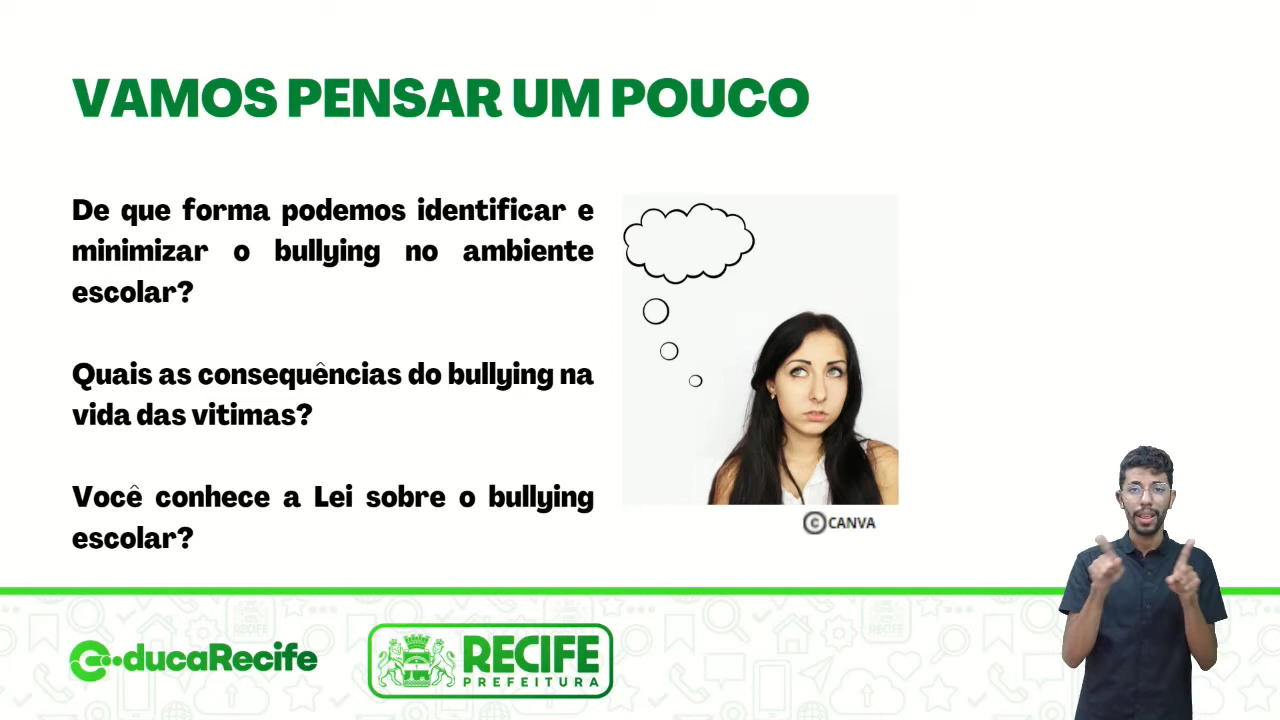 VAMOS PENSAR UM POUCO
De que forma podemos identificar e
minimizar o bullying no ambiente
escolar?
Quais as consequências do bullying na
vida das vitimas?
Você conhece a Lei sobre o bullying
escolar?
© CANVA
ducaRecife
RECIFE
PREFEITURA